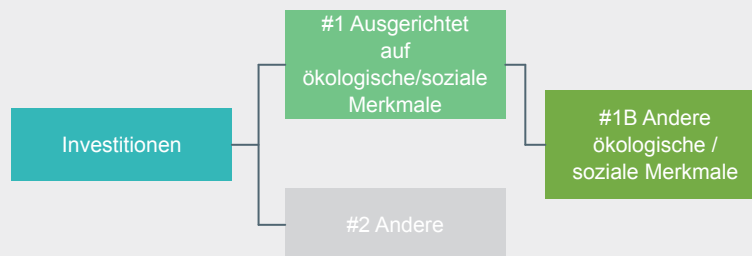 #1 Ausgerichtet
auf
ökologische/soziale
Merkmale
Investitionen
#1B Andere
ökologische /
soziale Merkmale
#2 Andere